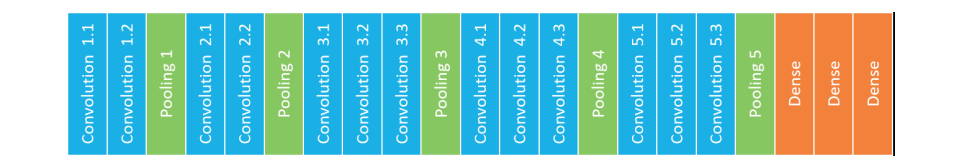 Convolution 1.1
Convolution 1.2
Pooling 1
Convolution 2.1
Convolution 2.2
Pooling 2
Convolution 3.1
Convolution 3.2
Convolution 3.3
Pooling 3
Convolution 4.1
Convolution 4.2
Convolution 4.3
Pooling 4
Convolution 5.1
Convolution 5.2
Convolution 5.3
Pooling 5
Dense
Dense
Dense